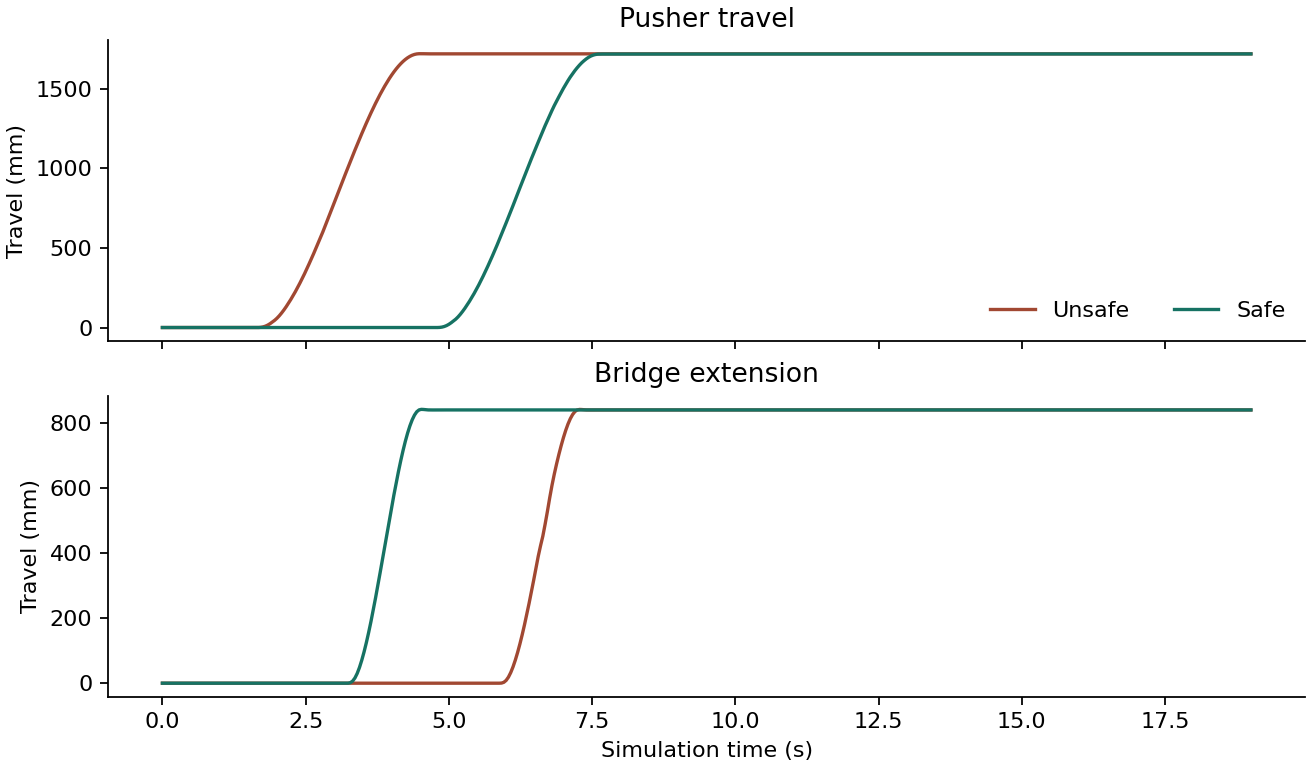 Pusher travel
Travel (mm)
1500
1000
500
0
Unsafe
Safe
Bridge extension
Travel (mm)
800
600
400
200
0
0.0 2.5 5.0 7.5 10.0 12.5 15.0 17.5
Simulation time (s)